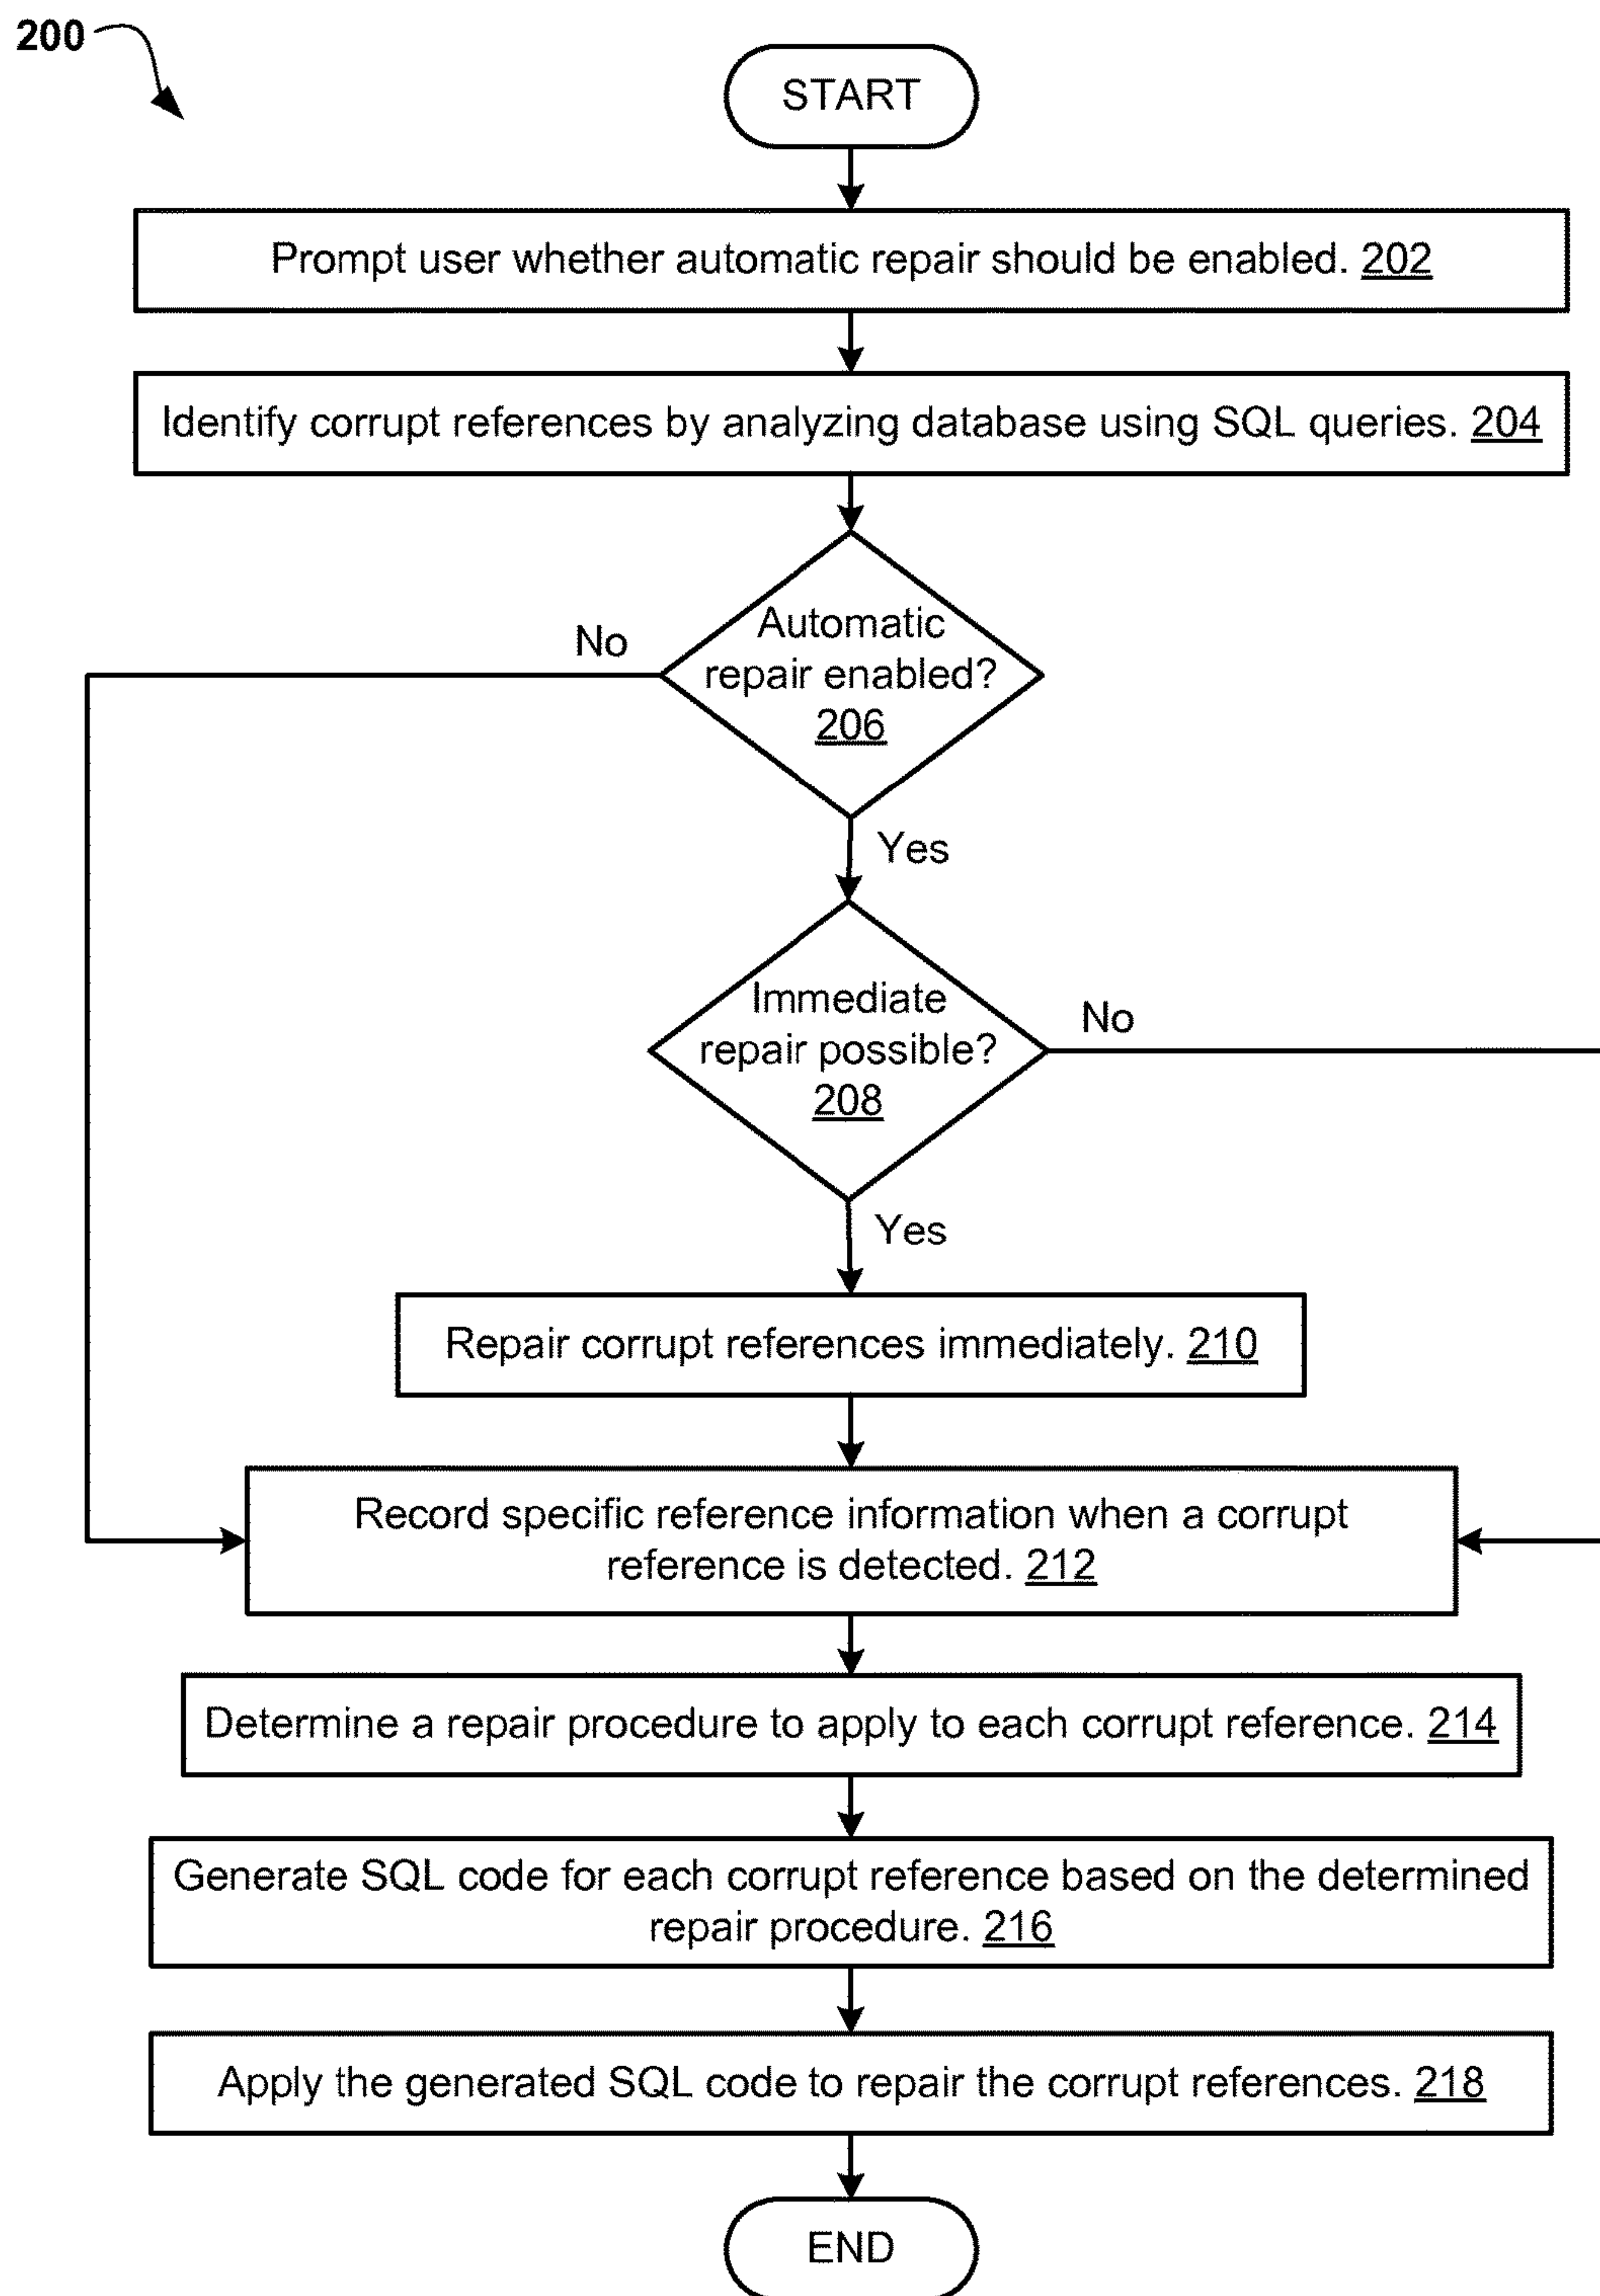 200
START
Prompt user whether automatic repair should be enabled. 202
Identify corrupt references by analyzing database using SQL queries. 204
Automatic
repair enabled?
206
No
Yes
Immediate
repair possible?
208
No
Yes
Repair corrupt references immediately. 210
Record specific reference information when a corrupt
reference is detected. 212
Determine a repair procedure to apply to each corrupt reference. 214
Generate SQL code for each corrupt reference based on the determined
repair procedure. 216
Apply the generated SQL code to repair the corrupt references. 218
END